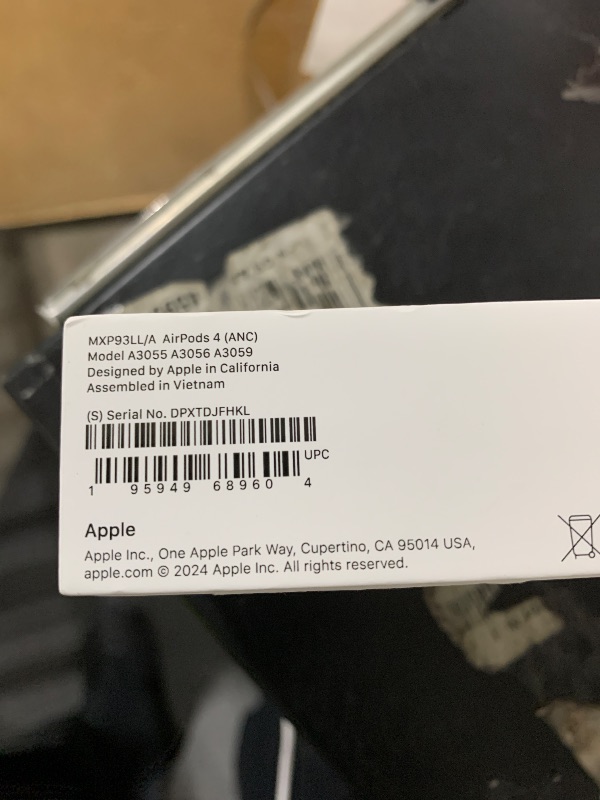 MXP93LL/A AirPods 4 (ANC)
Model A3055 A3056 A3059
Designed by Apple in California
Assembled in Vietnam
(S) Serial No. DPXTDJFHKL
UPC
1 95949 68960 4
Apple
Apple Inc., One Apple Park Way, Cupertino, CA 95014 USA,
apple.com © 2024 Apple Inc. All rights reserved.